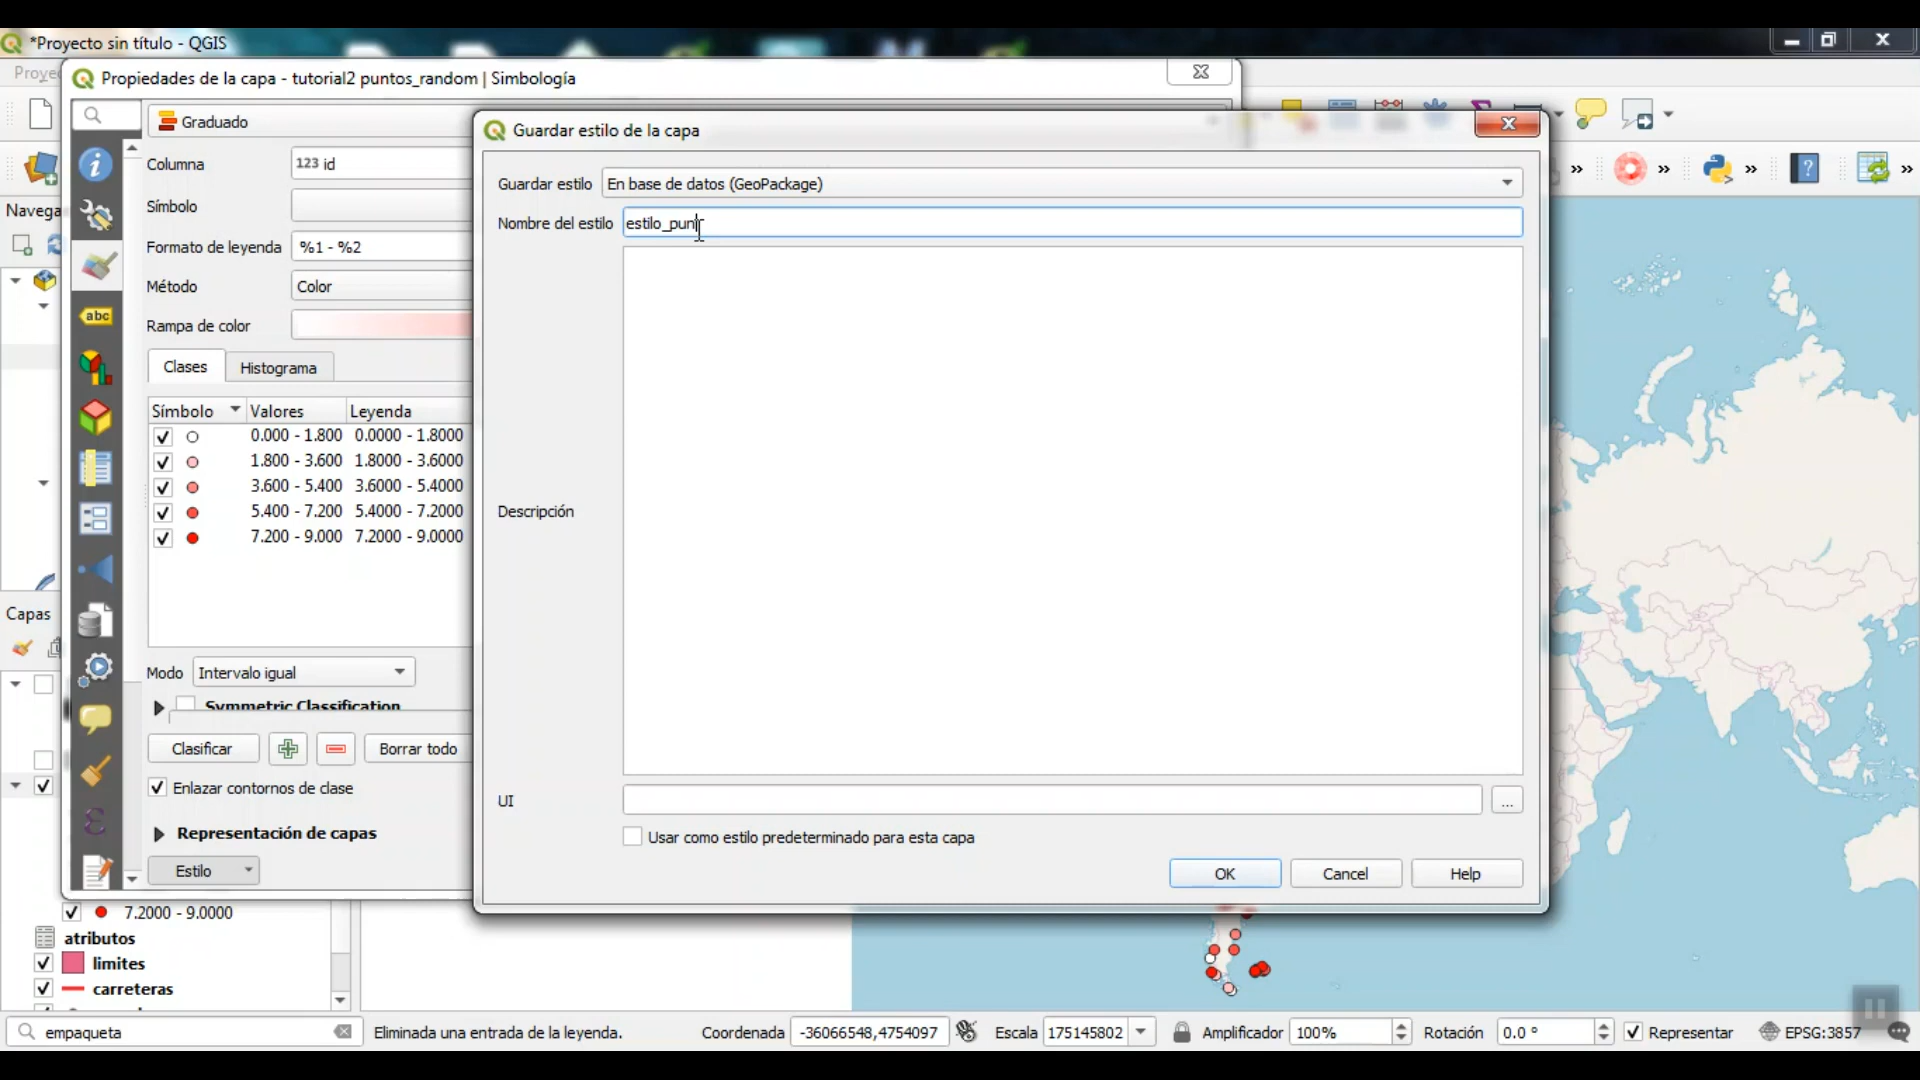 *Proyecto sin título - QGIS
Proye
Propiedades de la capa - tutorial2 puntos_random | Simbología
Graduado
Columna
123 id
Símbolo
Formato de leyenda
%1 - %2
Método
Color
Rampa de color
Clases
Histograma
Símbolo
Valores
Leyenda
0.000 - 1.800
0.0000 - 1.8000
1.800 - 3.600
1.8000 - 3.6000
3.600 - 5.400
3.6000 - 5.4000
5.400 - 7.200
5.4000 - 7.2000
7.200 - 9.000
7.2000 - 9.0000
Modo
Intervalo igual
Symmetric Classification
Clasificar
Borrar todo
Enlazar contornos de clase
Representación de capas
Estilo
abc
Navega
Capas
Guardar estilo de la capa
Guardar estilo
En base de datos (GeoPackage)
Nombre del estilo
estilo_pun
Descripción
UI
...
Usar como estilo predeterminado para esta capa
OK
Cancel
Help
7.2000 - 9.0000
atributos
limites
carreteras
empaqueta
Eliminada una entrada de la leyenda.
Coordenada
-36066548,4754097
Escala
175145802
Amplificador
100%
Rotación
0.0 °
Representar
EPSG:3857